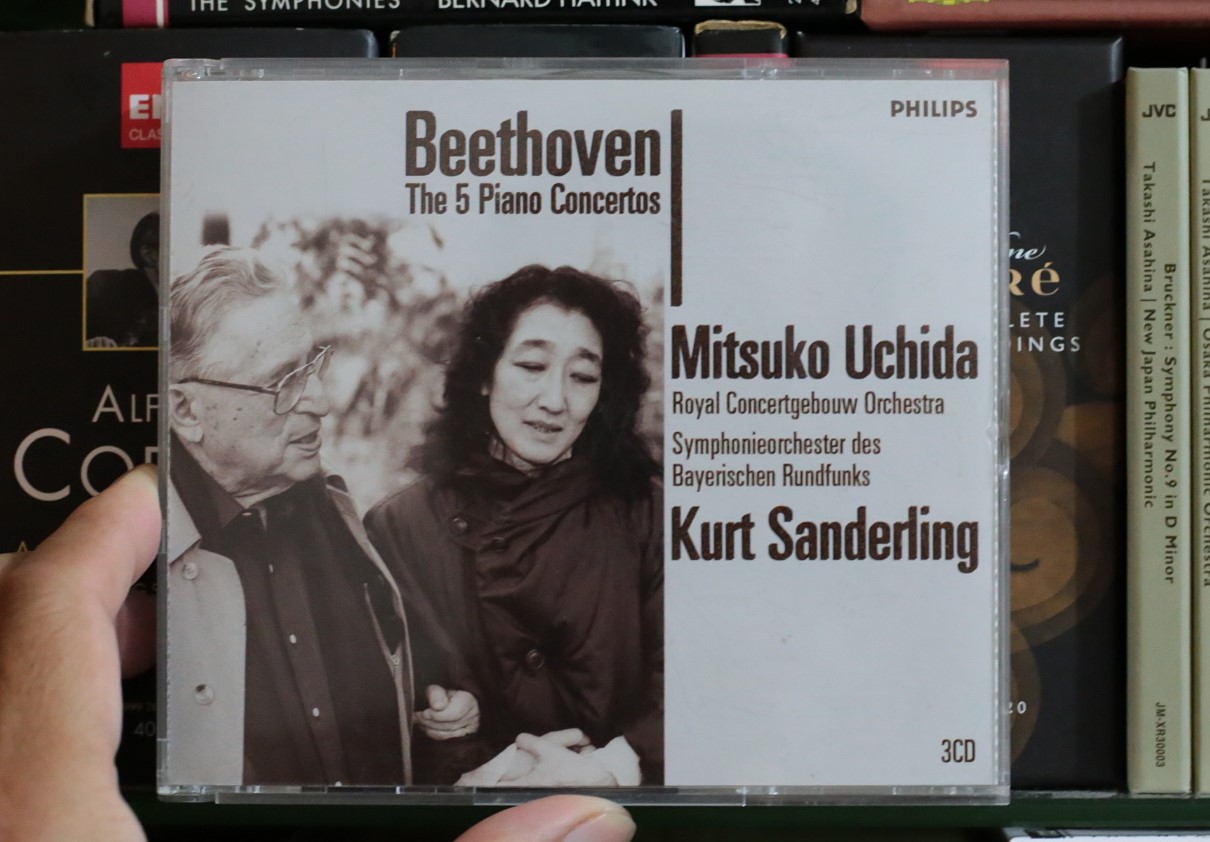 THE SYMPHONIES BERNARD HAITINK
PHILIPS
Beethoven
The 5 Piano Concertos
Mitsuko Uchida
Royal Concertgebouw Orchestra
Symphonieorchester des
Bayerischen Rundfunks
Kurt Sanderling
3CD
JVC
Bruckner : Symphony No.9 in D Minor
Takashi Asahina | New Japan Philharmonic
JM-XR30003
Takashi Asahina | Osaka Philharmonic Orchestra